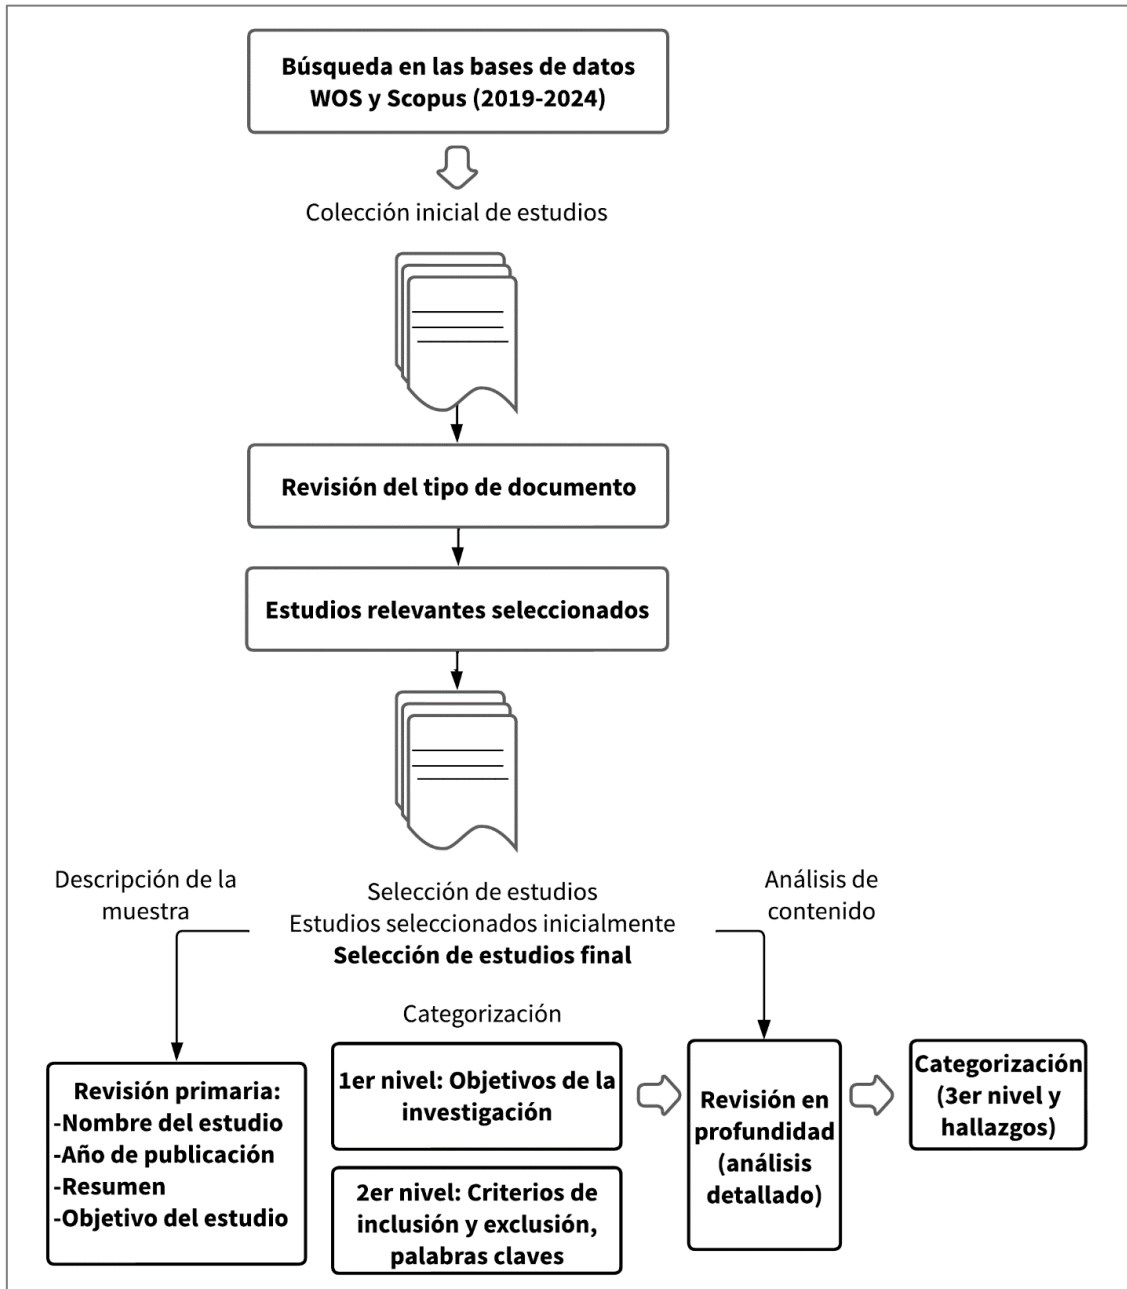 Búsqueda en las bases de datos
WOS y Scopus (2019-2024)
Colección inicial de estudios
Revisión del tipo de documento
Estudios relevantes seleccionados
Descripción de la
muestra
Selección de estudios
Estudios seleccionados inicialmente
Selección de estudios final
Análisis de
contenido
Categorización
Revisión primaria:
-Nombre del estudio
-Año de publicación
-Resumen
-Objetivo del estudio
1er nivel: Objetivos de la
investigación
2er nivel: Criterios de
inclusión y exclusión,
palabras claves
Revisión en
profundidad
(análisis
detallado)
Categorización
(3er nivel y
hallazgos)